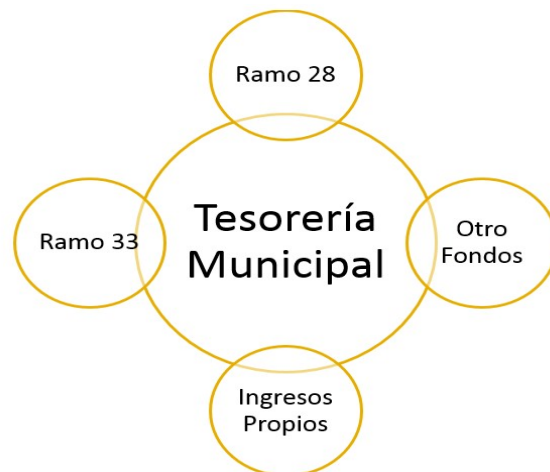 Ramo 28
Ramo 33
Tesorería
Municipal
Otro
Fondos
Ingresos
Propios